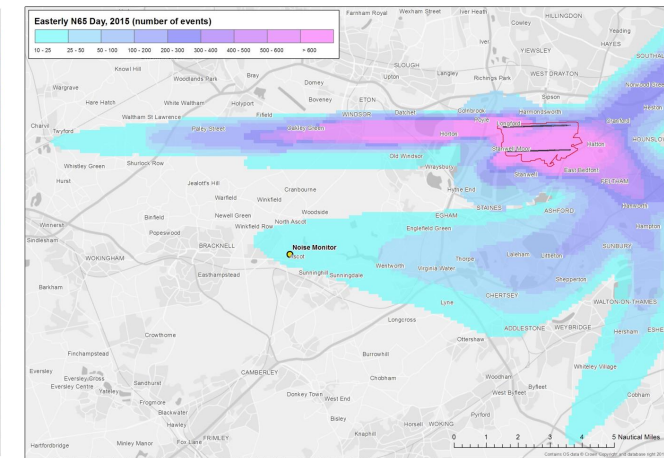 Easterly N65 Day, 2015 (number of events)
10 - 25 25 - 50 50 - 100 100 - 200 200 - 300 300 - 400 400 - 500 500 - 600 > 600
Farnham Royal Wexham Street Iver Heath
HILLINGDON
Cowley
Yeading
Iver
HAYES
YIEWSLEY
SLOUGH
Knowl Hill
Bray
Upton Langley Richings Park WEST DRAYTON
Woodlands Park
Dorney
Wargrave
Sipson
Hare Hatch White Waltham Holyport Boveney ETON
Waltham St Lawrence Fifield WINDSOR Datchet Colnbrook Harmondsworth
Charvil
Twyford Paley Street Oakley Green Poyle Longford Cranford
Horton
HOUNSLOW
Hatton
Old Windsor
Shurlock Row
Whistley Green Wraysbury East Bedfont
Stanwell
Hurst Jealott's Hill Cranbourne FELTHAM
Warfield Winkfield Hythe End
STAINES
Hanworth
Binfield Newell Green Woodside EGHAM ASHFORD
Winnersh North Ascot
Popeswood Winkfield Row Englefield Green Hampton
Sindlesham BRACKNELL Noise Monitor SUNBURY
WOKINGHAM Ascot Thorpe Laleham Littleton
Wentworth
Easthampstead Sunninghill Sunningdale Virginia Water
Shepperton
Barkham
CHERTSEY
Lyne WALTON-ON-THAMES
Longcross
ADDLESTONE WEYBRIDGE
Crowthorne Hersham ESHE
Ottershaw
Finchampstead Burrowhill
Whiteley Village
Eversley CAMBERLEY
Eversley Cross Chobham Woodham
Eversley Centre Sandhurst
Yateley Donkey Town Byfleet
West End West Byfleet Cobham
Frogmore
Blackwater Pyrford
Bisley
Hawley Horsell WOKING
Knaphill
FRIMLEY
Hartfordbridge Minley Manor Fox Lane
0 1 2 3 4 5 Nautical Miles